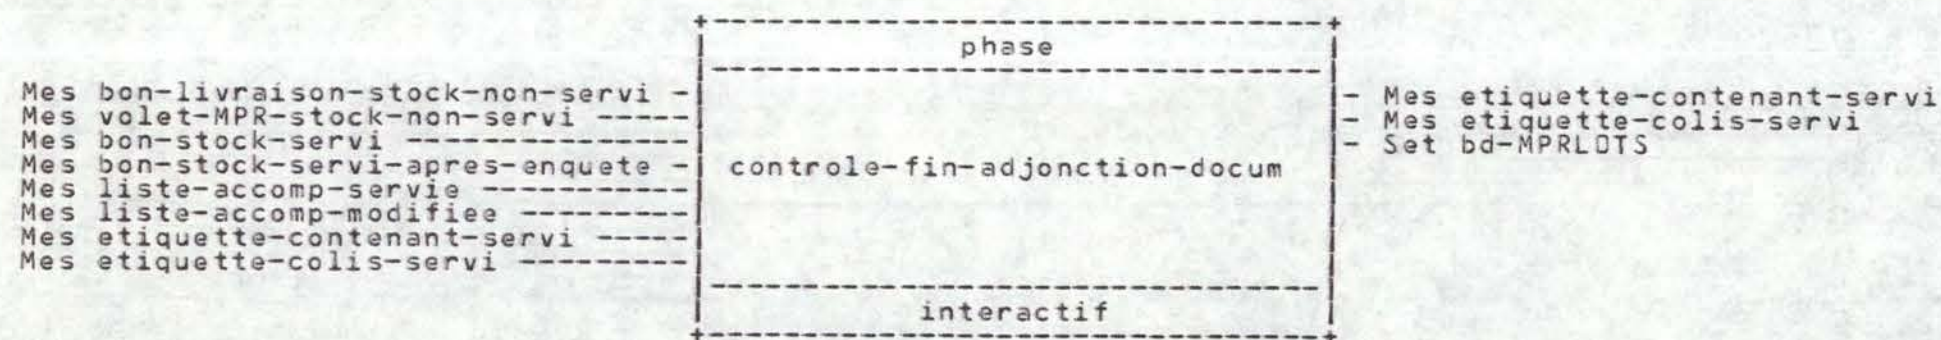 phase
Mes bon-livraison-stock-non-servi - - Mes etiquette-contenant-servi
Mes volet-MPR-stock-non-servi ----- - Mes etiquette-colis-servi
Mes bon-stock-servi --------------- - Set bd-MPRLOTS
Mes bon-stock-servi-apres-enquete - controle-fin-adjonction-docum
Mes liste-accomp-servie -----------
Mes liste-accomp-modifiee ---------
Mes etiquette-contenant-servi -----
Mes etiquette-colis-servi ---------
interactif